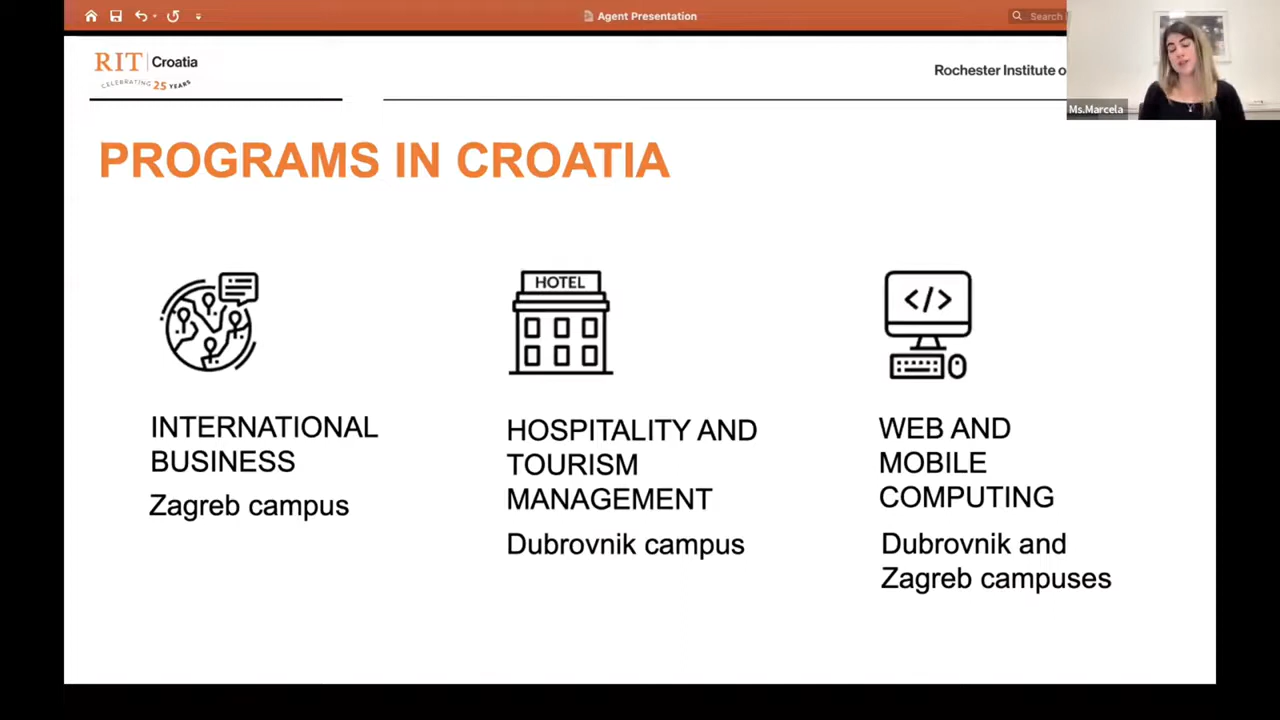 Agent Presentation
Search
RIT Croatia
CELEBRATING 25 YEARS
Rochester Institute o
Ms.Marcela
PROGRAMS IN CROATIA
HOTEL
</>
INTERNATIONAL
BUSINESS
Zagreb campus
HOSPITALITY AND
TOURISM
MANAGEMENT
Dubrovnik campus
WEB AND
MOBILE
COMPUTING
Dubrovnik and
Zagreb campuses